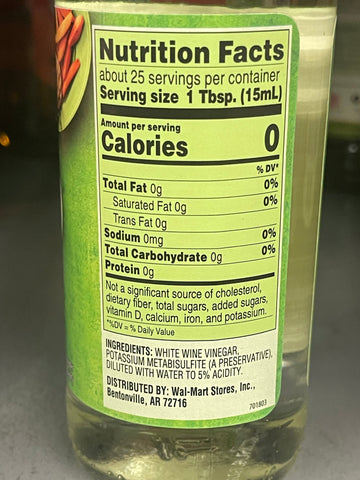 Nutrition Facts
about 25 servings per container
Serving size 1 Tbsp. (15mL)
Amount per serving
Calories 0
% DV*
Total Fat 0g 0%
Saturated Fat 0g 0%
Trans Fat 0g
Sodium 0mg 0%
Total Carbohydrate 0g 0%
Protein 0g
Not a significant source of cholesterol,
dietary fiber, total sugars, added sugars,
vitamin D, calcium, iron, and potassium.
*%DV = % Daily Value
INGREDIENTS: WHITE WINE VINEGAR,
POTASSIUM METABISULFITE (A PRESERVATIVE),
DILUTED WITH WATER TO 5% ACIDITY.
DISTRIBUTED BY: Wal-Mart Stores, Inc.,
Bentonville, AR 72716
701803